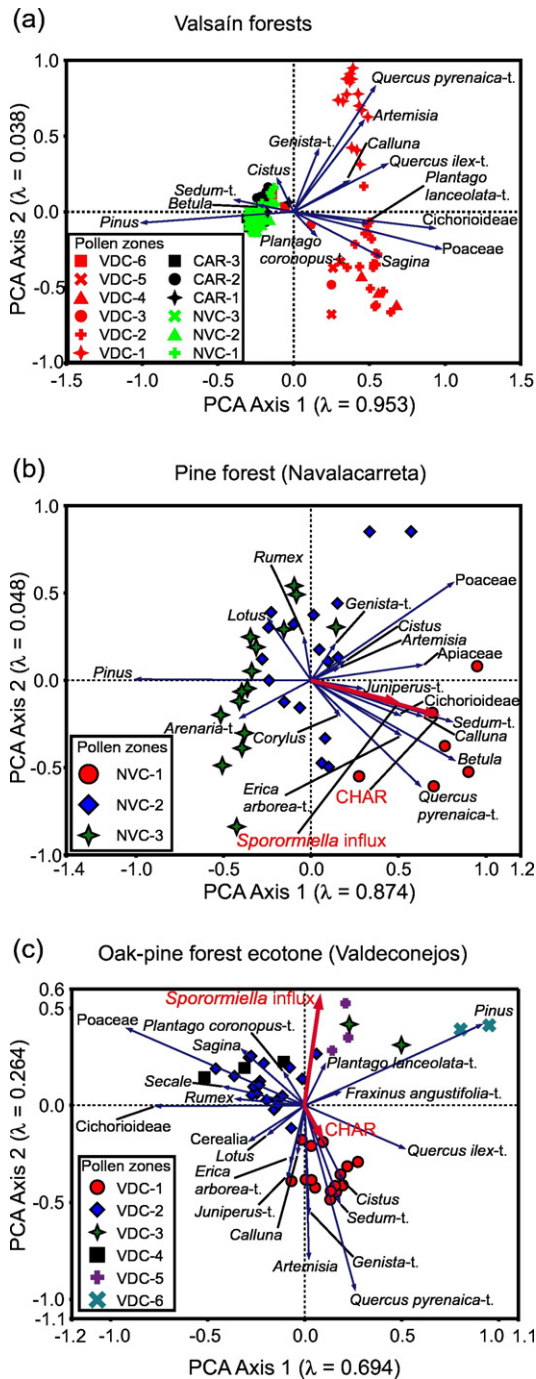 (a)
Valsaín forests
1.0
0.5
0.0
-0.5
-1.0
PCA Axis 2 (λ = 0.038)
Quercus pyrenaica-t.
Artemisia
Genista-t.
Calluna
Cistus
Quercus ilex-t.
Sedum-t.
Plantago
lanceolata-t.
Betula
Cichorioideae
Pinus
Plantago
coronopus-t.
Poaceae
Sagina
Pollen zones
VDC-6 CAR-3
VDC-5 CAR-2
VDC-4 CAR-1
VDC-3 NVC-3
VDC-2 NVC-2
VDC-1 NVC-1
-1.5 -1.0 -0.5 0.0 0.5 1.0 1.5
PCA Axis 1 (λ = 0.953)
(b)
Pine forest (Navalacarreta)
1.0
0.5
0.0
-0.5
-1.0
PCA Axis 2 (λ = 0.048)
Rumex
Poaceae
Genista-t.
Lotus
Cistus
Artemisia
Apiaceae
Pinus
Juniperus-t.
Cichorioideae
Arenaria-t.
Sedum-t.
Corylus
Calluna
Betula
Erica
arborea-t.
CHAR
Quercus
pyrenaica-t.
Sporormiella influx
Pollen zones
NVC-1
NVC-2
NVC-3
-1.4 -1.0 -0.5 0.0 0.5 1.0 1.2
PCA Axis 1 (λ = 0.874)
(c)
Oak-pine forest ecotone (Valdeconejos)
0.6
0.5
0.0
-0.5
-1.0
-1.1
PCA Axis 2 (λ = 0.264)
Sporormiella influx
Pinus
Poaceae
Plantago coronopus-t.
Sagina
Plantago lanceolata-t.
Secale
Fraxinus angustifolia-t.
Rumex
Cichorioideae
CHAR
Cerealia
Quercus ilex-t.
Lotus
Erica
arborea-t.
Cistus
Juniperus-t.
Sedum-t.
Calluna
Artemisia
Genista-t.
Quercus pyrenaica-t.
Pollen zones
VDC-1
VDC-2
VDC-3
VDC-4
VDC-5
VDC-6
-1.2 -1.0 -0.5 0.0 0.5 1.0 1.1
PCA Axis 1 (λ = 0.694)